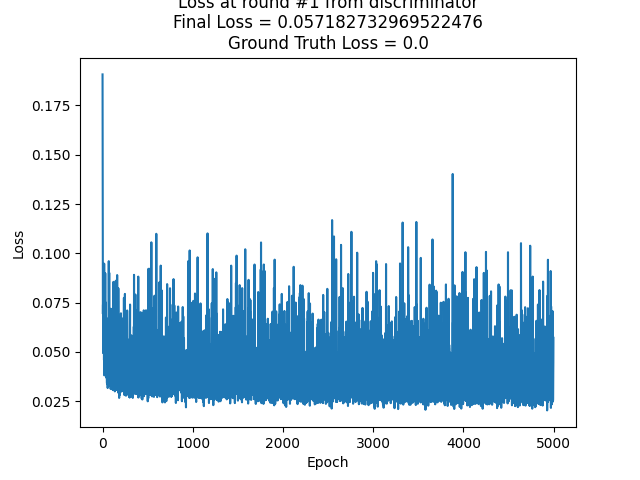 Loss at round #1 from discriminator
Final Loss = 0.057182732969522476
Ground Truth Loss = 0.0
0.175
0.150
0.125
0.100
0.075
0.050
0.025
Loss
0
1000
2000
3000
4000
5000
Epoch